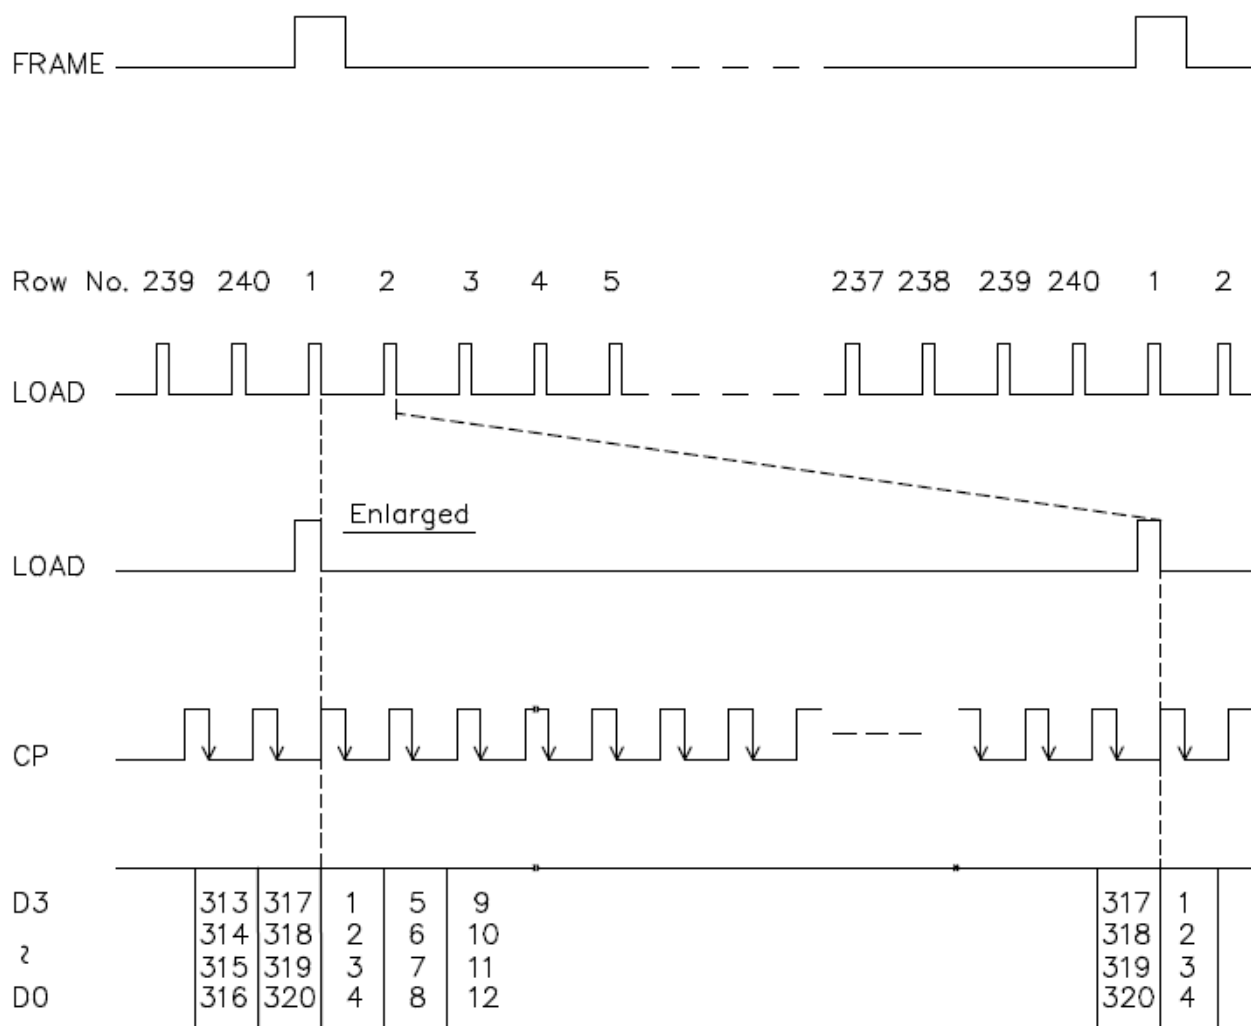 FRAME
Row No. 239 240 1 2 3 4 5 237 238 239 240 1 2
LOAD
Enlarged
LOAD
CP
D3 313 317 1 5 9 317 1
314 318 2 6 10 318 2
~ 315 319 3 7 11 319 3
D0 316 320 4 8 12 320 4